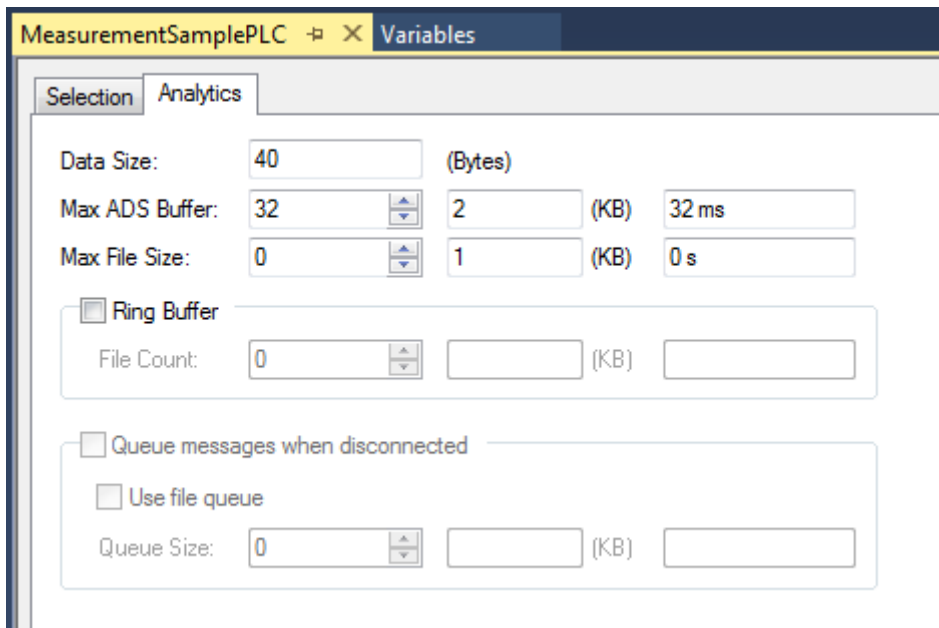 MeasurementSamplePLC Variables
Selection Analytics
Data Size: 40 (Bytes)
Max ADS Buffer: 32 2 (KB) 32 ms
Max File Size: 0 1 (KB) 0 s
Ring Buffer
File Count: 0 (KB)
Queue messages when disconnected
Use file queue
Queue Size: 0 (KB)